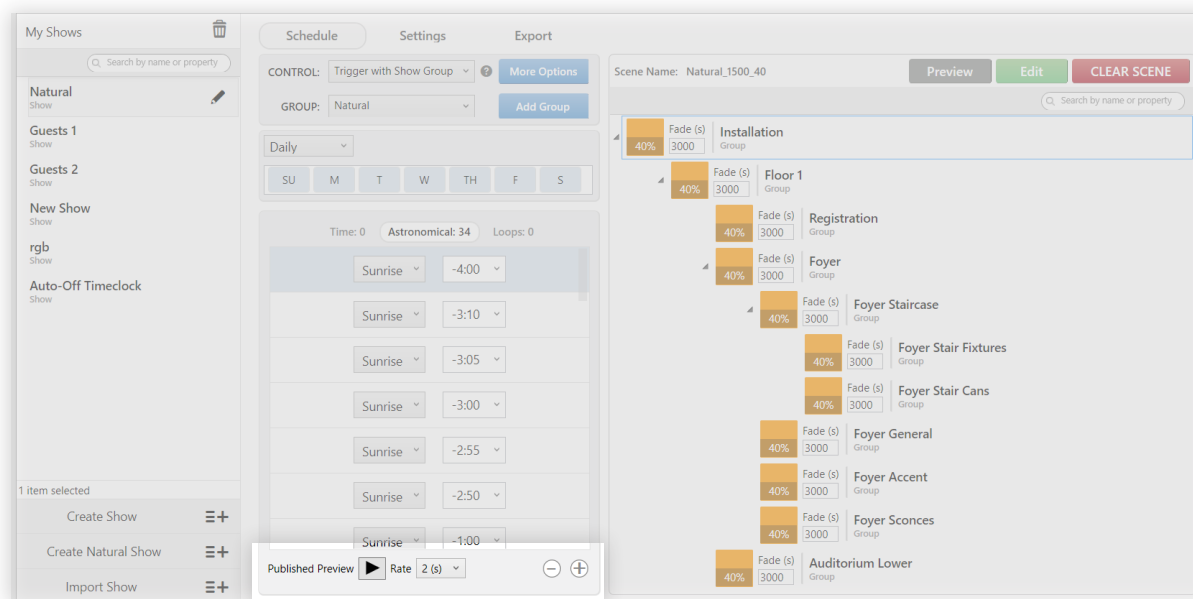 My Shows
Search by name or property
Natural
Show
Guests 1
Show
Guests 2
Show
New Show
Show
rgb
Show
Auto-Off Timeclock
Show
1 item selected
Create Show
Create Natural Show
Import Show
Schedule Settings Export
CONTROL: Trigger with Show Group ? More Options
GROUP: Natural Add Group
Daily
SU M T W TH F S
Time: 0 Astronomical: 34 Loops: 0
Sunrise -4:00
Sunrise -3:10
Sunrise -3:05
Sunrise -3:00
Sunrise -2:55
Sunrise -2:50
Sunrise -1:00
Published Preview Rate 2 (s)
Scene Name: Natural_1500_40 Preview Edit CLEAR SCENE
Search by name or property
40% Fade (s) 3000 Installation
Group
40% Fade (s) 3000 Floor 1
Group
40% Fade (s) 3000 Registration
Group
40% Fade (s) 3000 Foyer
Group
40% Fade (s) 3000 Foyer Staircase
Group
40% Fade (s) 3000 Foyer Stair Fixtures
Group
40% Fade (s) 3000 Foyer Stair Cans
Group
40% Fade (s) 3000 Foyer General
Group
40% Fade (s) 3000 Foyer Accent
Group
40% Fade (s) 3000 Foyer Sconces
Group
40% Fade (s) 3000 Auditorium Lower
Group